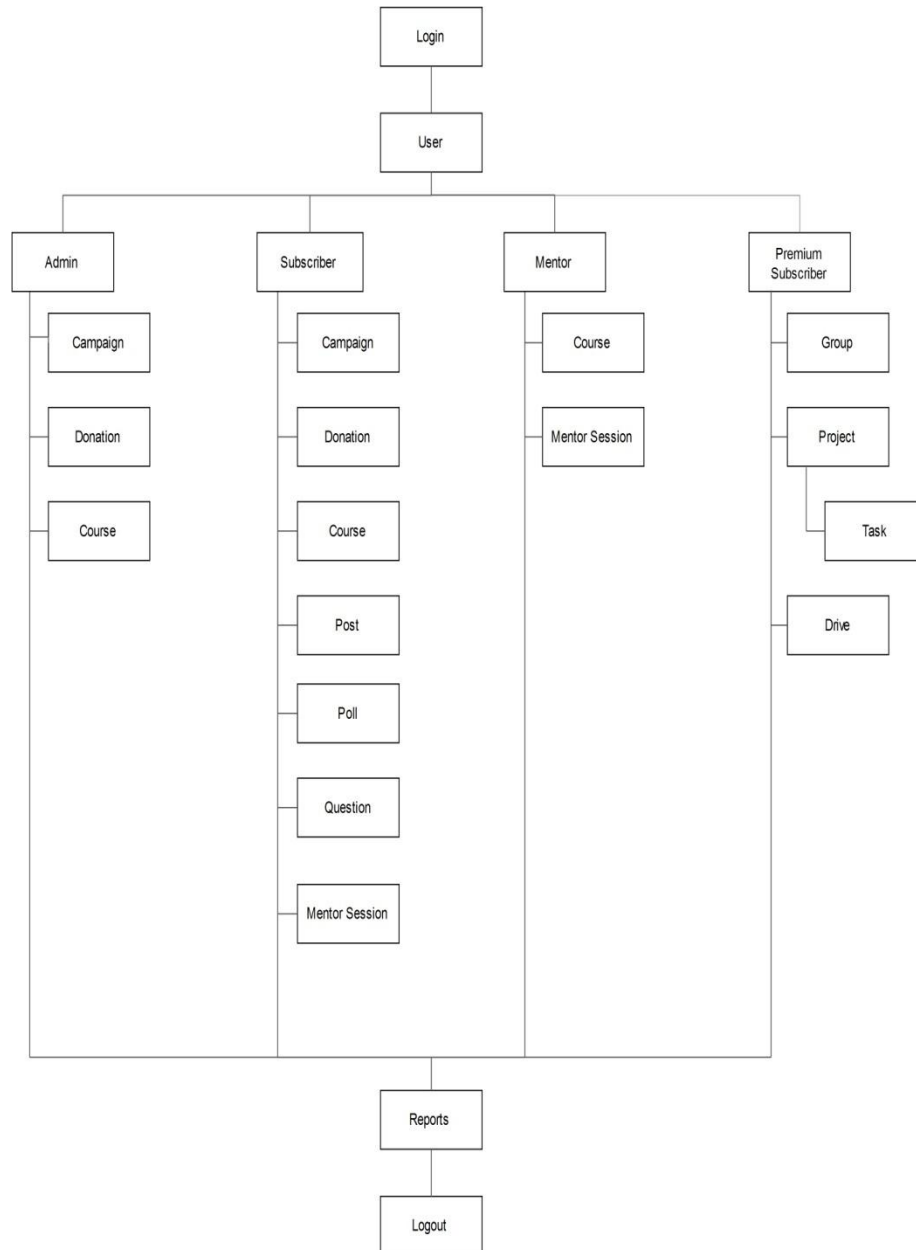 Login
User
Admin
Subscriber
Mentor
Premium
Subscriber
Campaign
Campaign
Course
Group
Donation
Donation
Mentor Session
Project
Course
Course
Task
Post
Drive
Poll
Question
Mentor Session
Reports
Logout